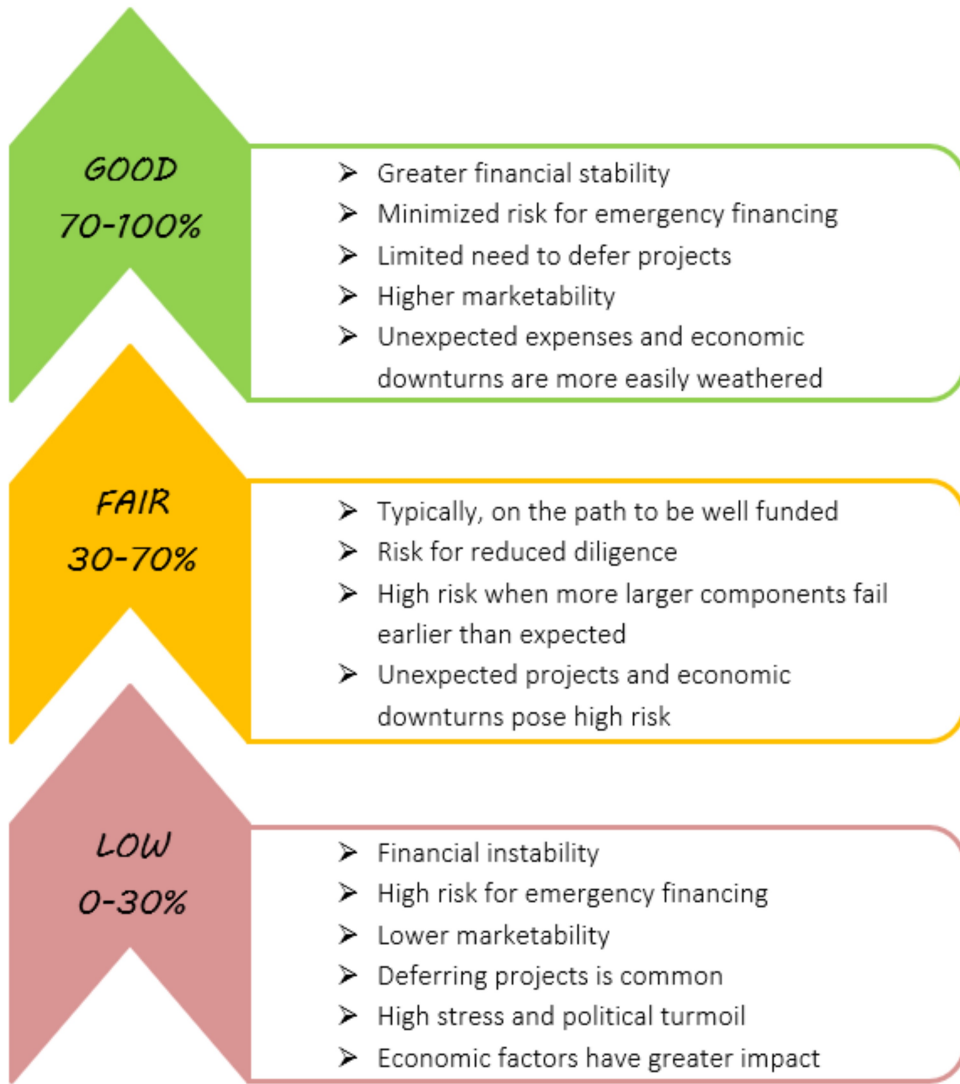 GOOD
70-100%
➢ Greater financial stability
➢ Minimized risk for emergency financing
➢ Limited need to defer projects
➢ Higher marketability
➢ Unexpected expenses and economic
downturns are more easily weathered
FAIR
30-70%
➢ Typically, on the path to be well funded
➢ Risk for reduced diligence
➢ High risk when more larger components fail
earlier than expected
➢ Unexpected projects and economic
downturns pose high risk
LOW
0-30%
➢ Financial instability
➢ High risk for emergency financing
➢ Lower marketability
➢ Deferring projects is common
➢ High stress and political turmoil
➢ Economic factors have greater impact